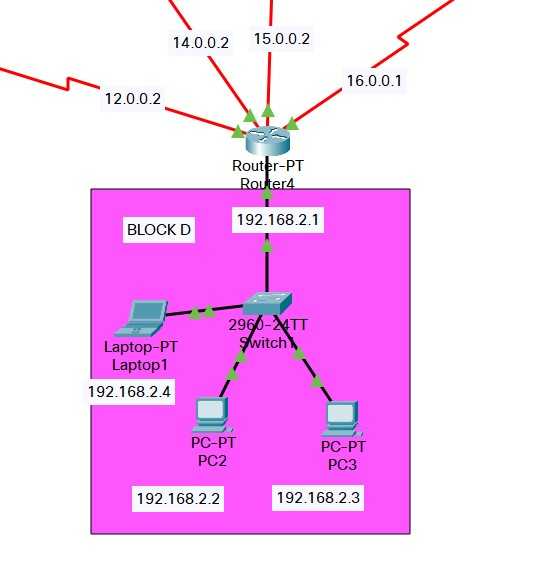 15.0.0.2
14.0.0.2
16.0.0.1
12.0.0.2
Router-PT
Router4
192.168.2.1
BLOCK D
2960-24TT
Switch1
Laptop-PT
Laptop1
192.168.2.4
PC-PT
PC2
PC-PT
PC3
192.168.2.2
192.168.2.3